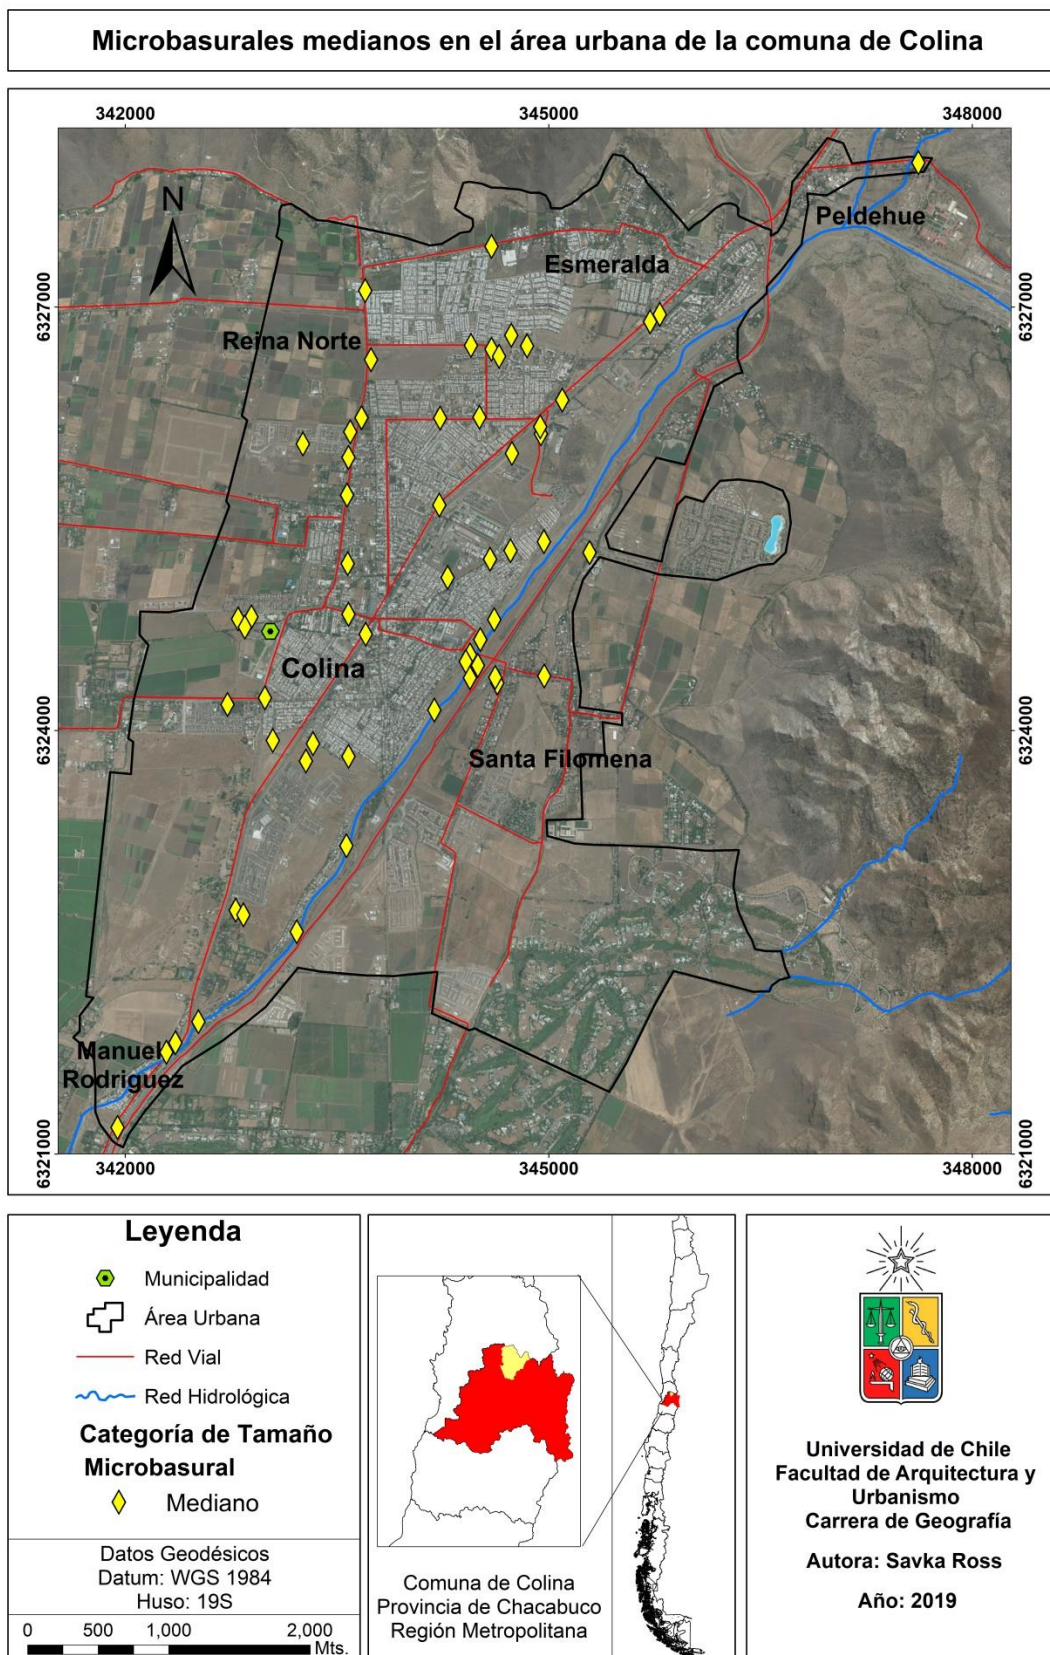 Microbasurales medianos en el área urbana de la comuna de Colina
342000
345000
348000
N
Peldehue
Esmeralda
6327000
6327000
Reina Norte
Colina
6324000
6324000
Santa Filomena
Manuel
Rodriguez
6321000
6321000
342000
345000
348000
Leyenda
Municipalidad
Área Urbana
Red Vial
Red Hidrológica
Categoría de Tamaño
Microbasural
Mediano
Datos Geodésicos
Datum: WGS 1984
Huso: 19S
0 500 1,000 2,000
Mts.
Comuna de Colina
Provincia de Chacabuco
Región Metropolitana
Universidad de Chile
Facultad de Arquitectura y
Urbanismo
Carrera de Geografía
Autora: Savka Ross
Año: 2019